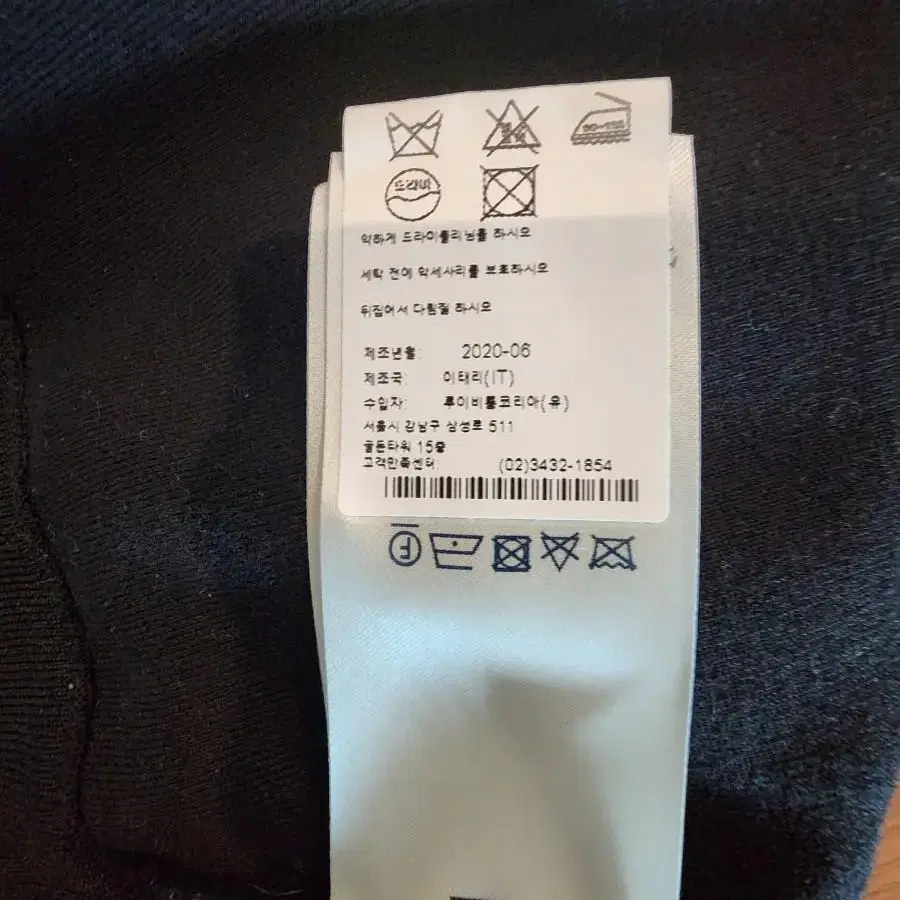 드라이
약하게 드라이클리닝을 하시오
세탁 전에 악세사리를 보호하시오
뒤집어서 다림질 하시오
제조년월: 2020-06
제조국: 이태리(IT)
수입자: 루이비통코리아(유)
서울시 강남구 삼성로 511
골든타워 15층
고객만족센터: (02)3432-1854
F